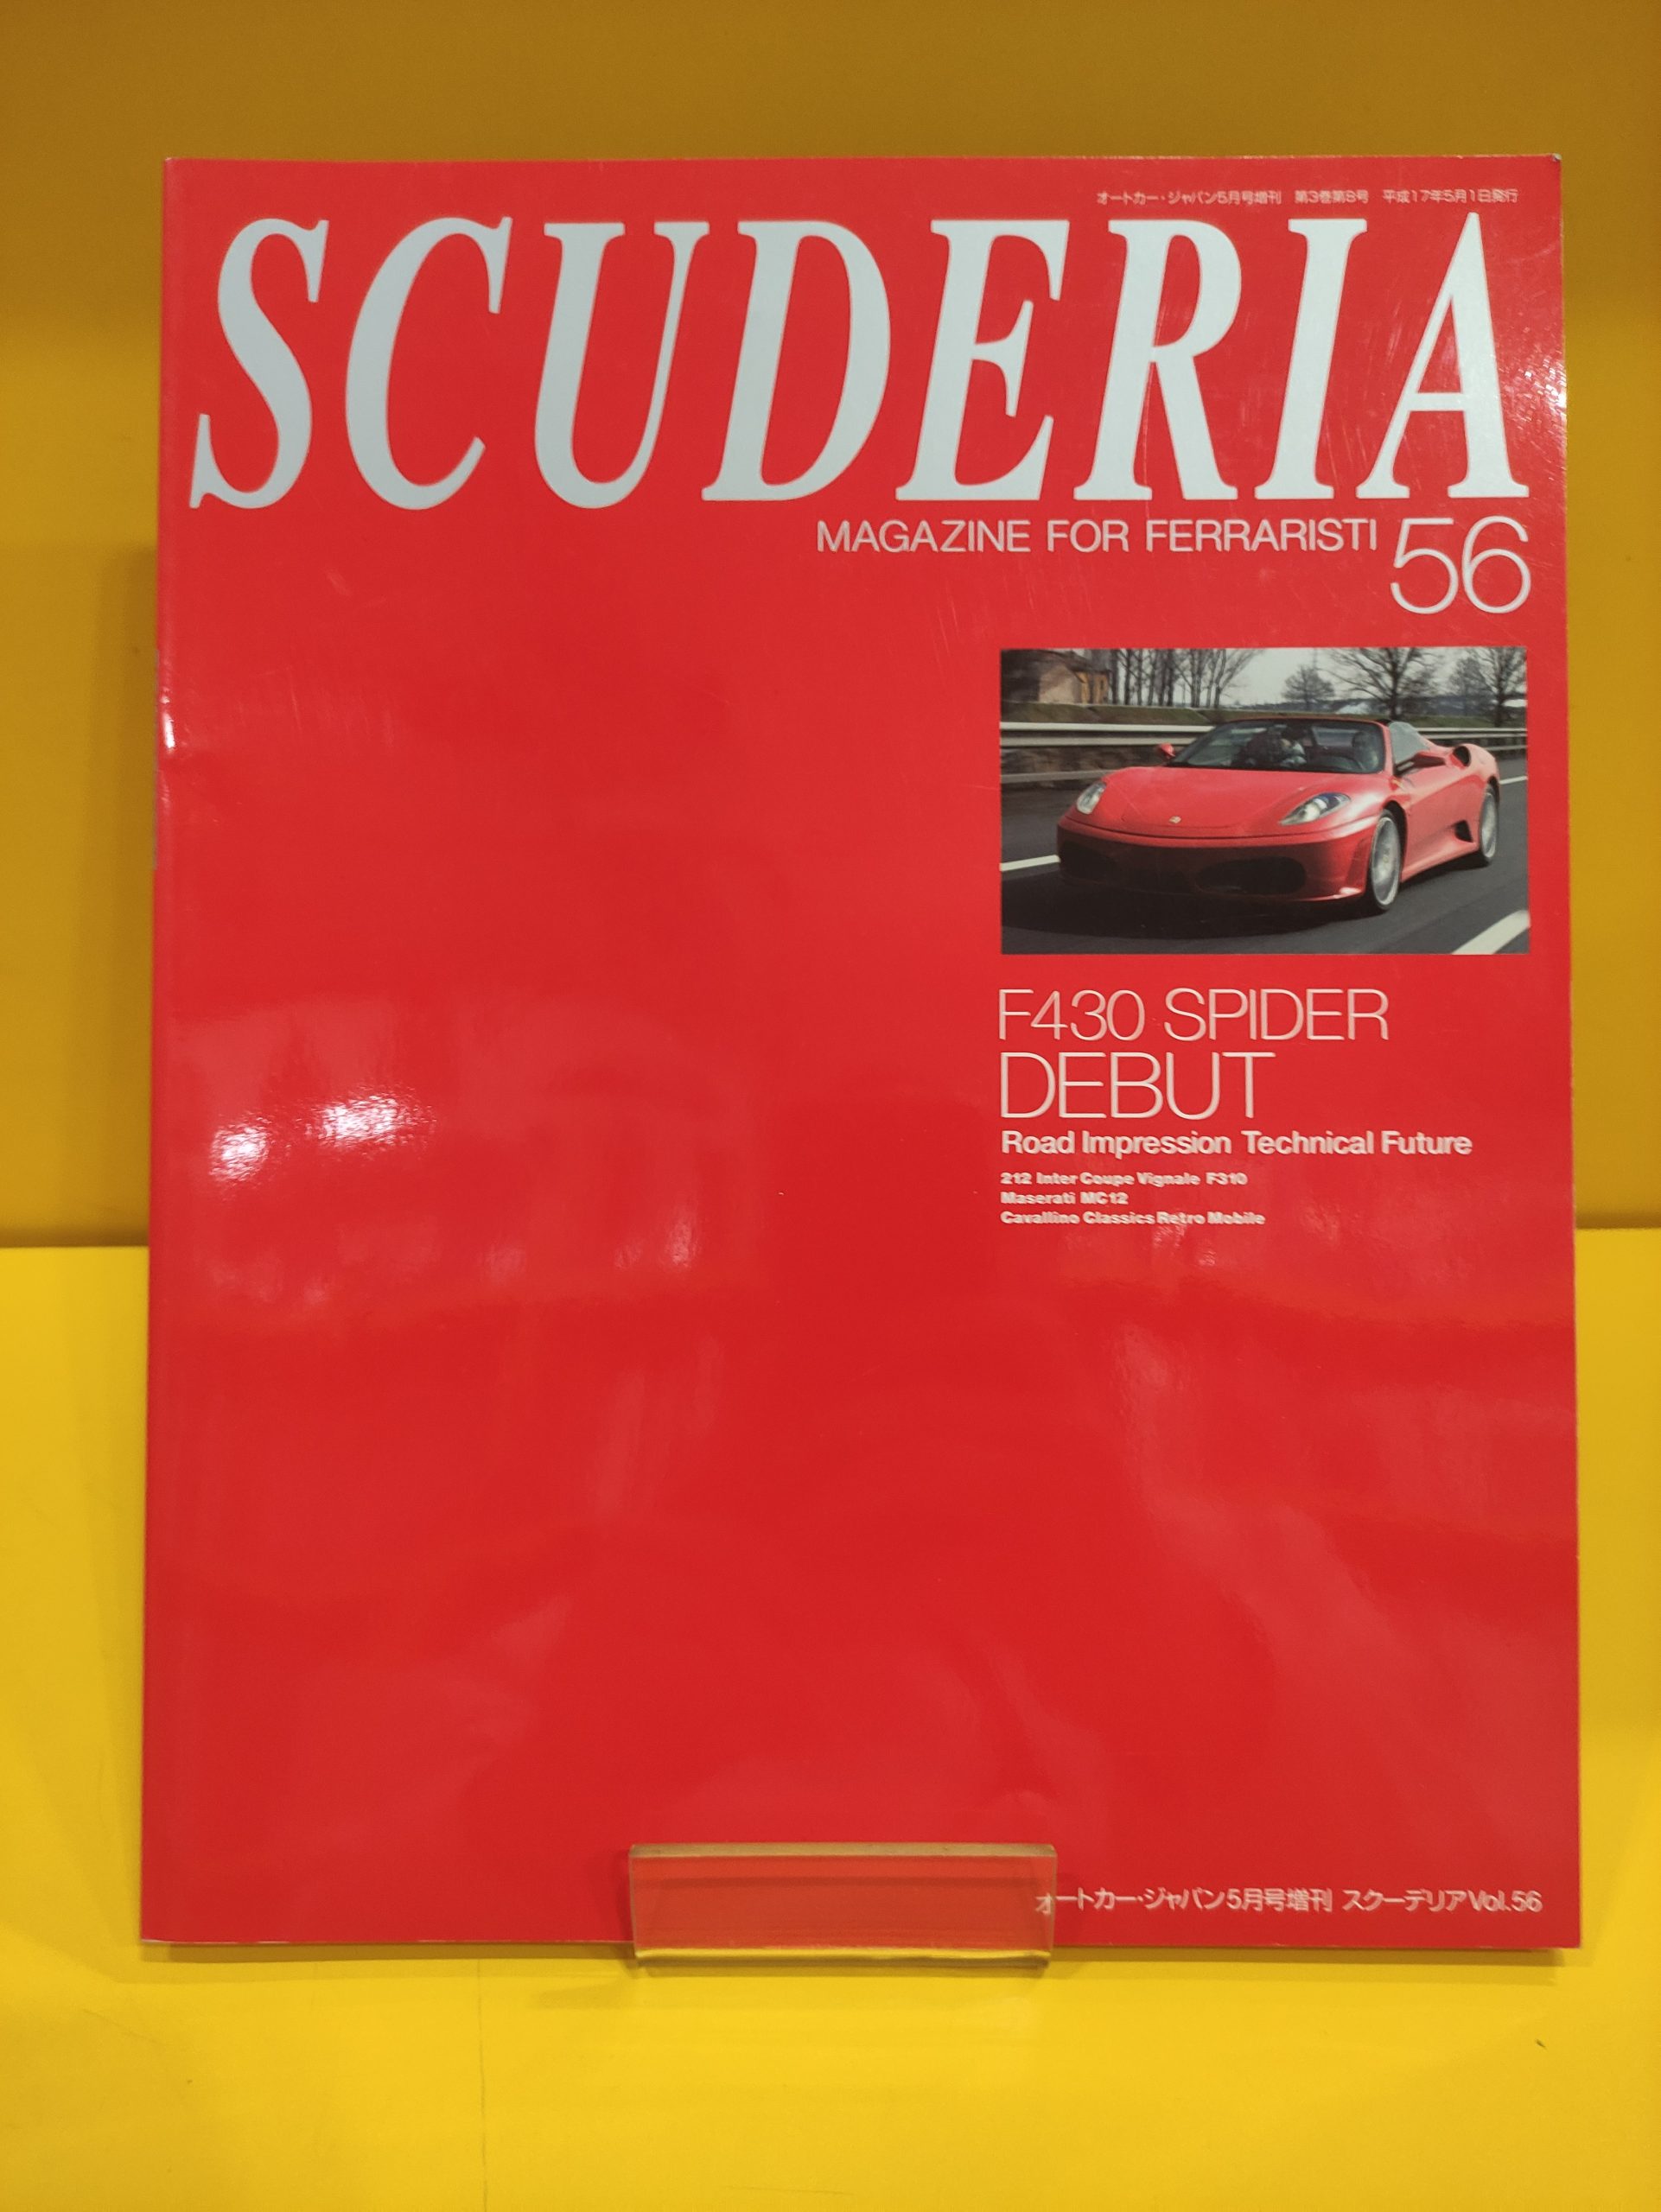 オートカー・ジャパン5月号増刊 第3巻第8号 平成17年5月1日発行
SCUDERIA
MAGAZINE FOR FERRARISTI 56
F430 SPIDER
DEBUT
Road Impression Technical Future
212 Inter Coupe Vignale F310
Maserati MC12
Cavallino Classics Retro Mobile
オートカー・ジャパン5月号増刊 スクーデリアVol.56